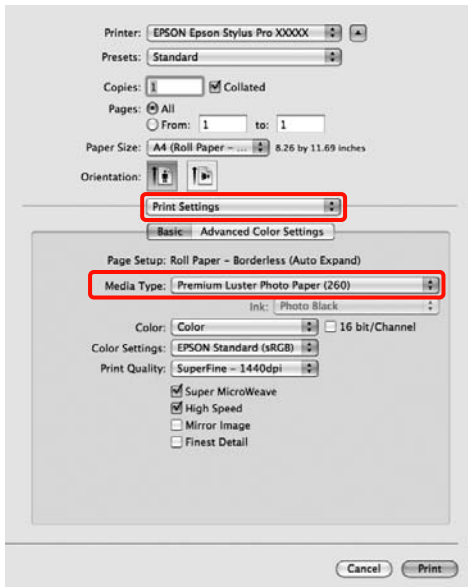 Printer: EPSON Epson Stylus Pro XXXXX
Presets: Standard
Copies: 1 Collated
Pages: All
From: 1 to: 1
Paper Size: A4 (Roll Paper – ... 8.26 by 11.69 inches
Orientation:
Print Settings
Basic Advanced Color Settings
Page Setup: Roll Paper – Borderless (Auto Expand)
Media Type: Premium Luster Photo Paper (260)
Ink: Photo Black
Color: Color 16 bit/Channel
Color Settings: EPSON Standard (sRGB)
Print Quality: SuperFine – 1440dpi
Super MicroWeave
High Speed
Mirror Image
Finest Detail
Cancel Print